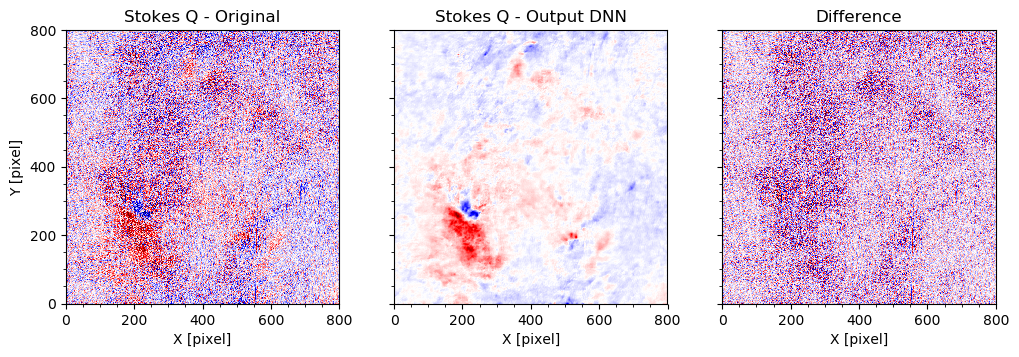 Stokes Q - Original
Stokes Q - Output DNN
Difference
800
600
400
200
0
Y [pixel]
0 200 400 600 800
0 200 400 600 800
0 200 400 600 800
X [pixel]
X [pixel]
X [pixel]